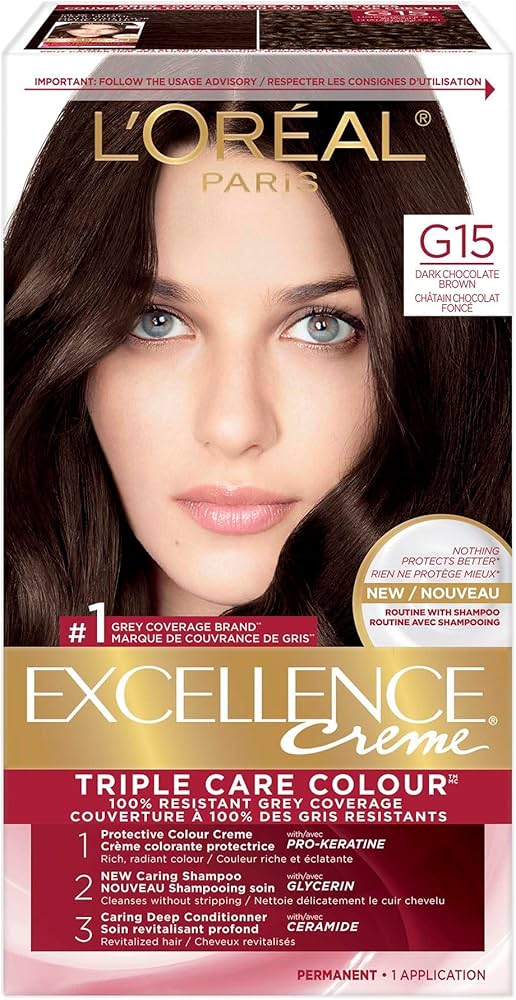 G15
IMPORTANT: FOLLOW THE USAGE ADVISORY / RESPECTER LES CONSIGNES D'UTILISATION
L'ORÉAL®
PARIS
G15
DARK CHOCOLATE
BROWN
CHÂTAIN CHOCOLAT
FONCÉ
NOTHING
PROTECTS BETTER*
RIEN NE PROTÈGE MIEUX*
NEW / NOUVEAU
ROUTINE WITH SHAMPOO
ROUTINE AVEC SHAMPOOING
#1 GREY COVERAGE BRAND**
MARQUE DE COUVRANCE DE GRIS**
EXCELLENCE®
Creme
TRIPLE CARE COLOUR TM MC
100% RESISTANT GREY COVERAGE
COUVERTURE À 100% DES GRIS RESISTANTS
1 Protective Colour Creme with/avec
Crème colorante protectrice PRO-KERATINE
Rich, radiant colour / Couleur riche et éclatante
2 NEW Caring Shampoo with/avec
NOUVEAU Shampooing soin GLYCERIN
Cleanses without stripping / Nettoie délicatement le cuir chevelu
3 Caring Deep Conditioner with/avec
Soin revitalisant profond CERAMIDE
Revitalized hair / Cheveux revitalisés
PERMANENT • 1 APPLICATION